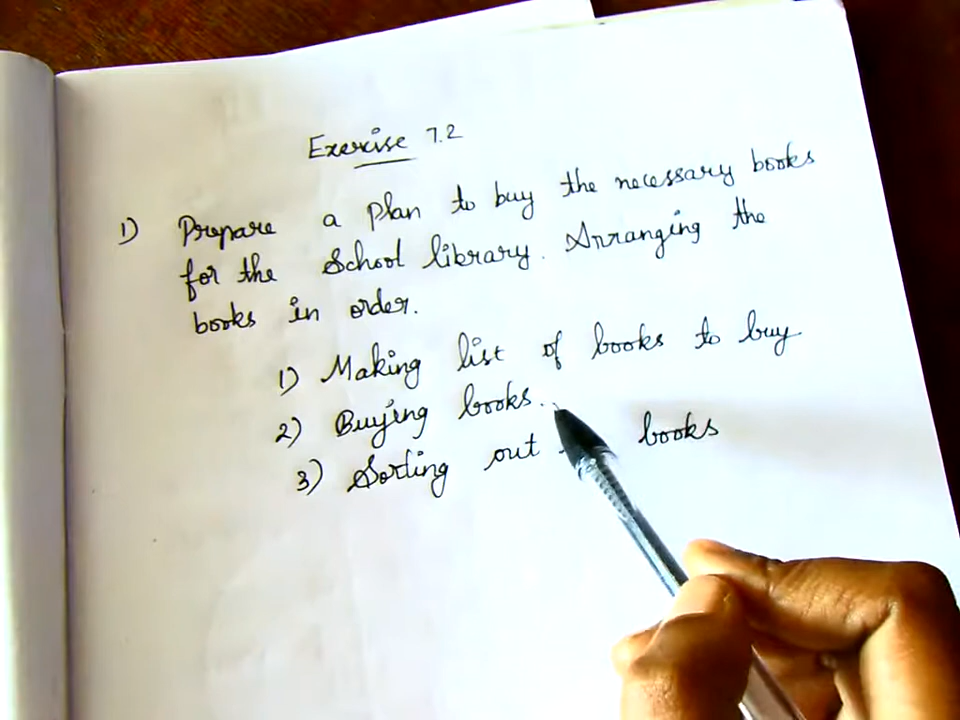 Exercise 7.2
1) Prepare a plan to buy the necessary books
for the School library. Arranging the
books in order.
1) Making list of books to buy
2) Buying books.
3) Sorting out books